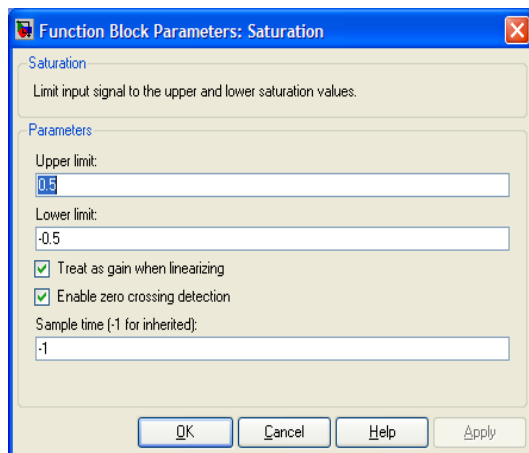 Function Block Parameters: Saturation
Saturation
Limit input signal to the upper and lower saturation values.
Parameters
Upper limit:
0.5
Lower limit:
-0.5
Treat as gain when linearizing
Enable zero crossing detection
Sample time (-1 for inherited):
-1
OK Cancel Help Apply